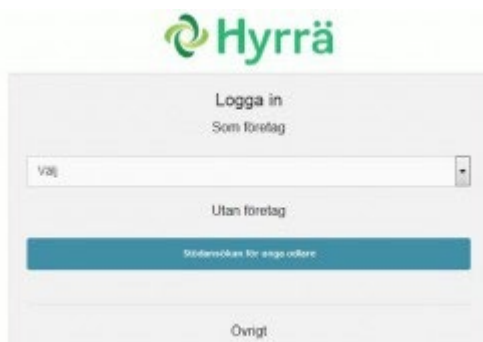 Hyrrä
Logga in
Som företag
Välj
Utan företag
Stödansökan för unga odlare
Övrigt